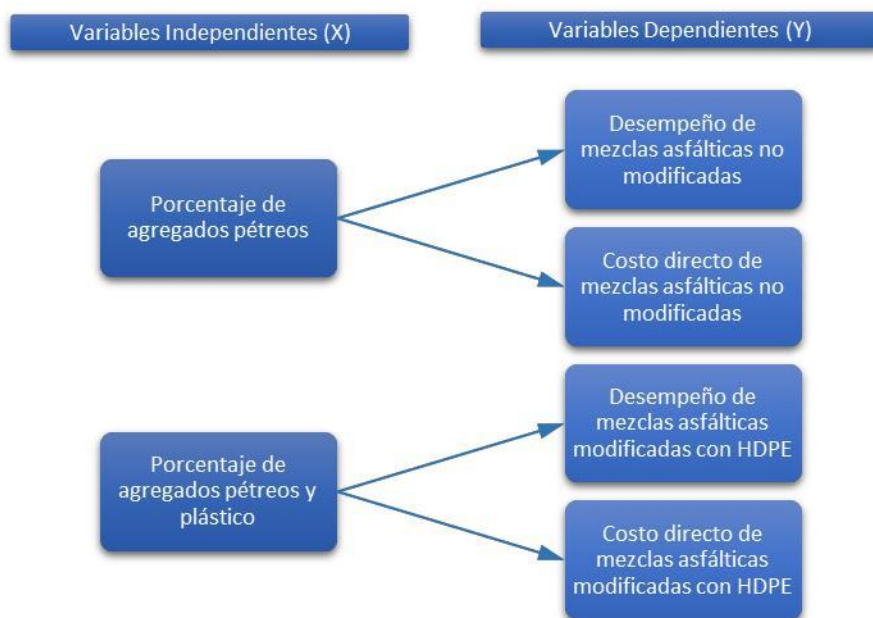 Variables Independientes (X)
Variables Dependientes (Y)
Porcentaje de
agregados pétreos
Desempeño de
mezclas asfálticas no
modificadas
Costo directo de
mezclas asfálticas no
modificadas
Porcentaje de
agregados pétreos y
plástico
Desempeño de
mezclas asfálticas
modificadas con HDPE
Costo directo de
mezclas asfálticas
modificadas con HDPE